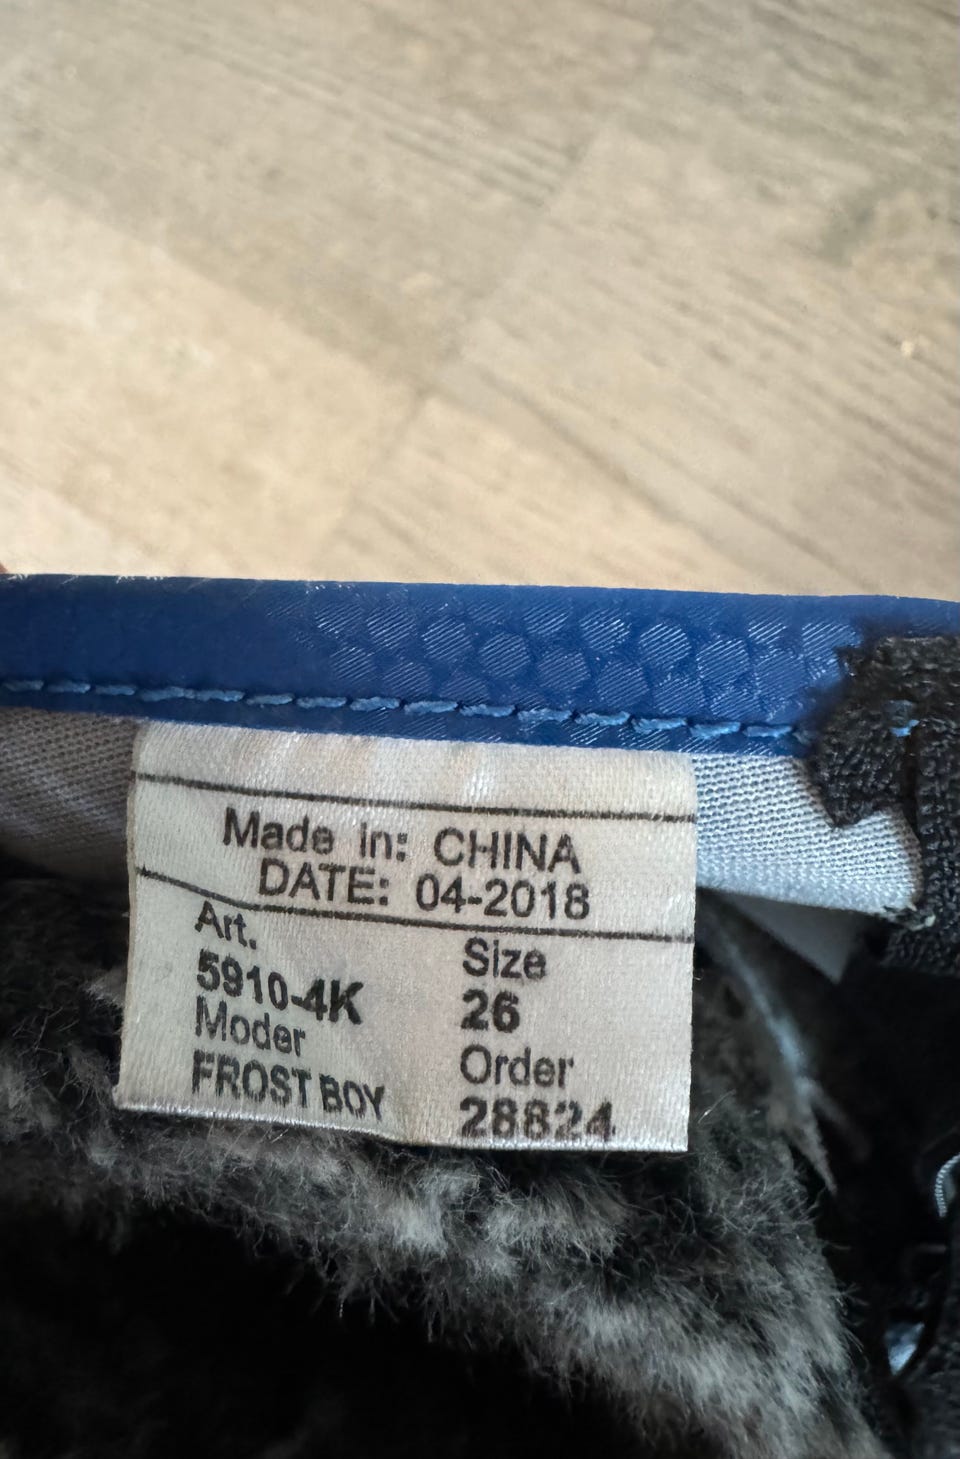 Made in: CHINA
DATE: 04-2018
Art.
5910-4K
Moder
FROST BOY
Size
26
Order
28824